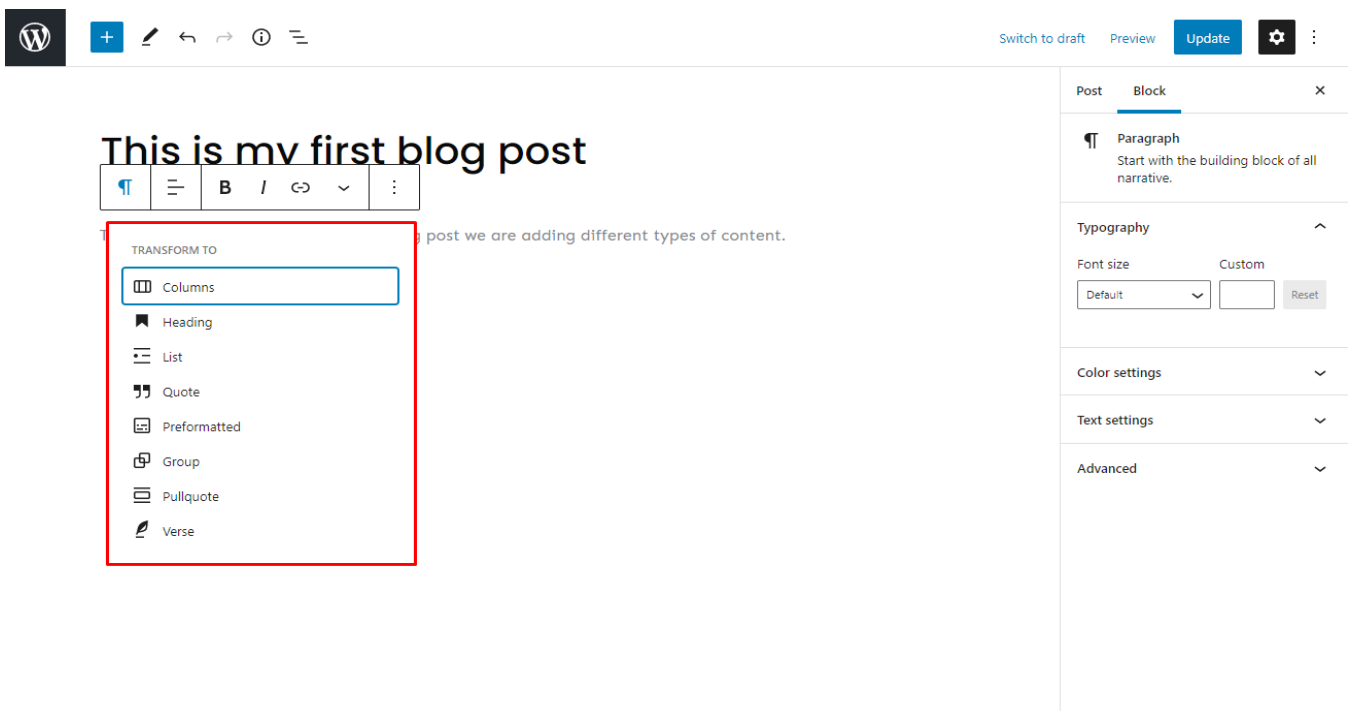 Switch to draft Preview Update
Post Block
This is my first blog post
B I
Paragraph
Start with the building block of all
narrative.
post we are adding different types of content.
TRANSFORM TO
Columns
Heading
List
Quote
Preformatted
Group
Pullquote
Verse
Typography
Font size Custom
Default Reset
Color settings
Text settings
Advanced